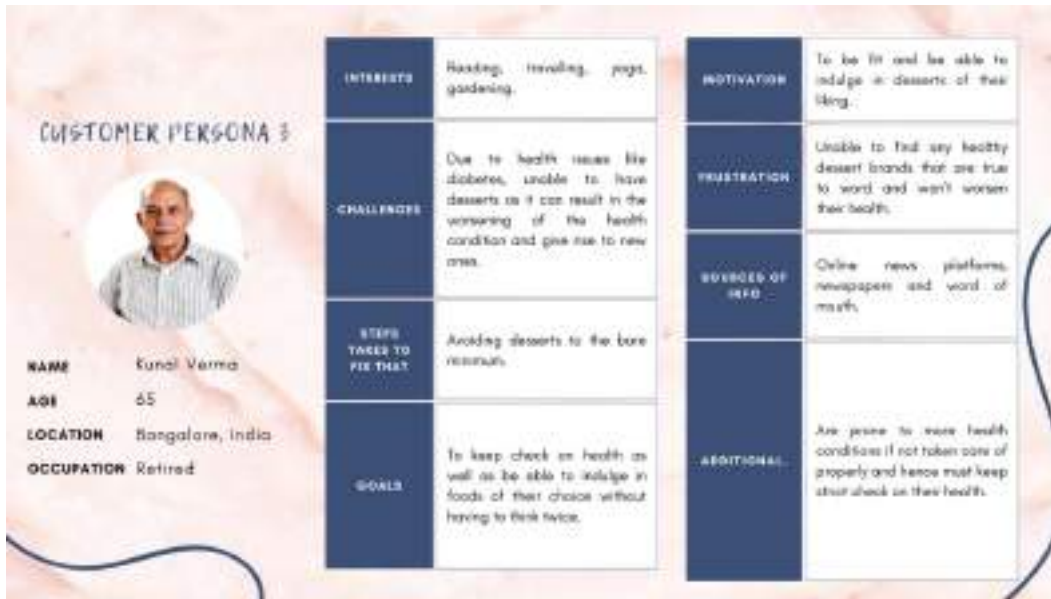 CUSTOMER PERSONA 3
NAME Kunal Verma
AGE 65
LOCATION Bangalore, India
OCCUPATION Retired
INTERESTS
Reading, travelling, yoga,
gardening.
CHALLENGES
Due to health issues like
diabetes, unable to have
desserts as it can result in the
worsening of the health
condition and give rise to new
ones.
STEPS
TAKES TO
FIX THAT
Avoiding desserts to the bare
minimum.
GOALS
To keep check on health as
well as be able to indulge in
foods of their choice without
having to think twice.
MOTIVATION
To be fit and be able to
indulge in desserts of their
liking.
FRUSTRATION
Unable to find any healthy
dessert brands that are true
to word and won't worsen
their health.
SOURCES OF
INFO
Online news platforms,
newspapers and word of
mouth.
ADDITIONAL
Are prone to more health
conditions if not taken care of
properly and hence must keep
strict check on their health.